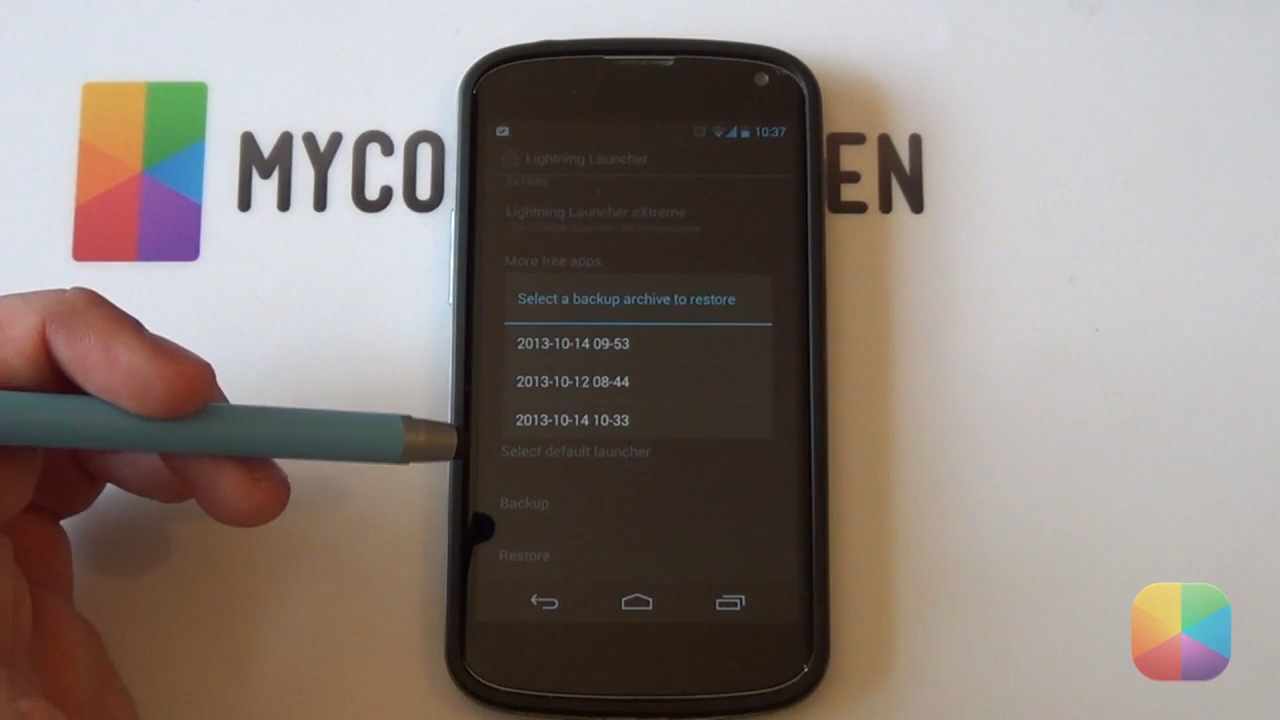 MYCO EN
10:37
Lightning Launcher
EXTRAS
Lightning Launcher eXtreme
More free apps
Select a backup archive to restore
2013-10-14 09-53
2013-10-12 08-44
2013-10-14 10-33
Select default launcher
Backup
Restore